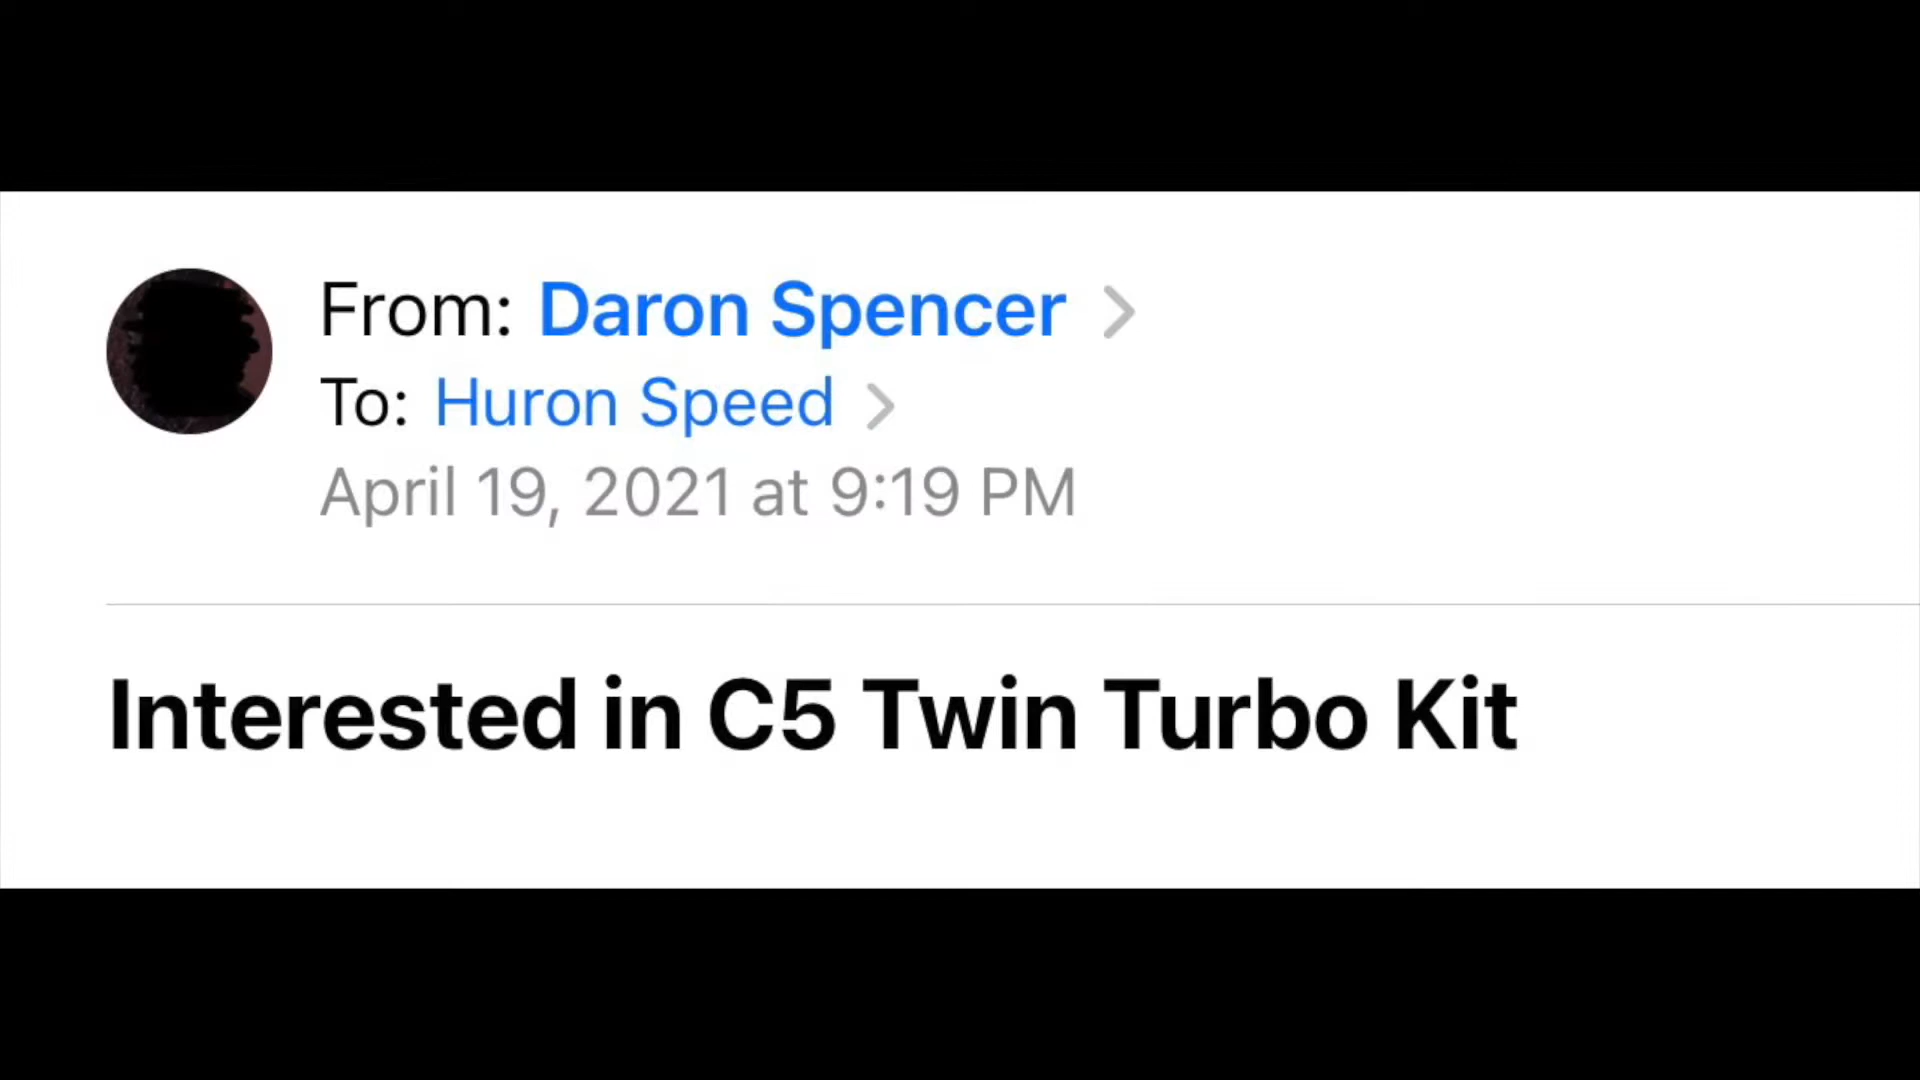 From: Daron Spencer
To: Huron Speed
April 19, 2021 at 9:19 PM
Interested in C5 Twin Turbo Kit